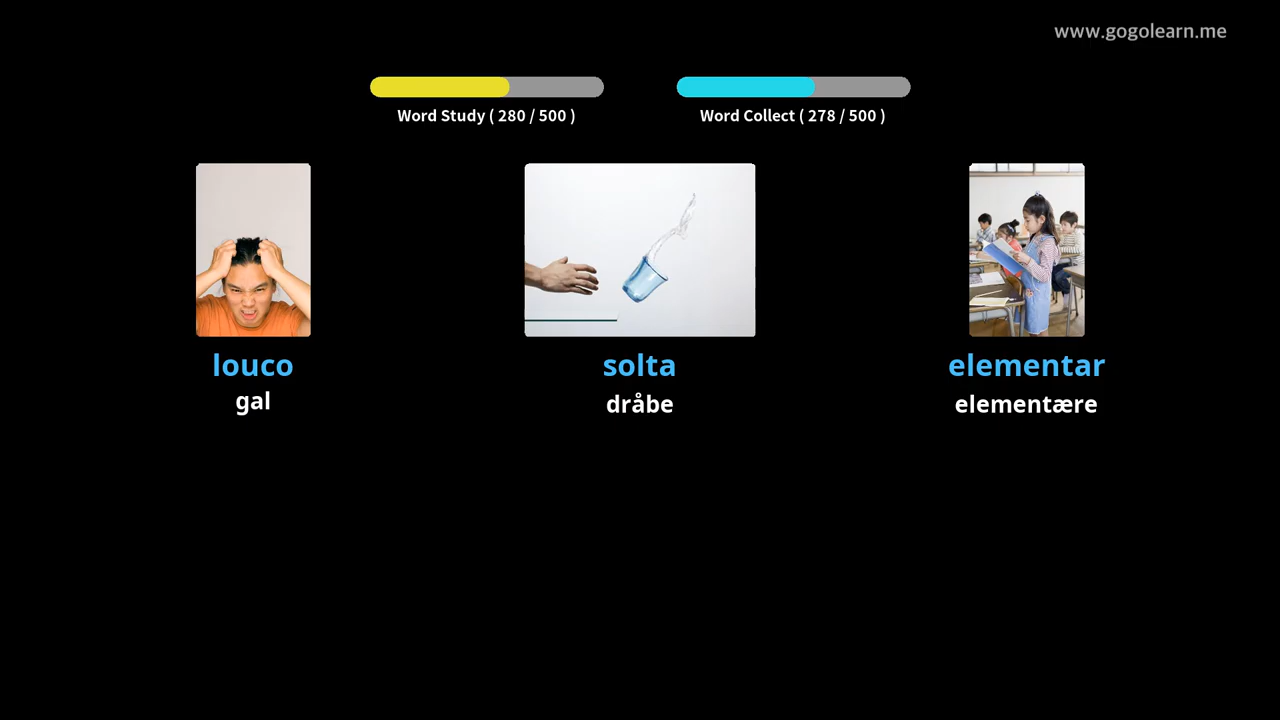 www.gogolearn.me
Word Study ( 280 / 500 )
Word Collect ( 278 / 500 )
louco
gal
solta
dråbe
elementar
elementære